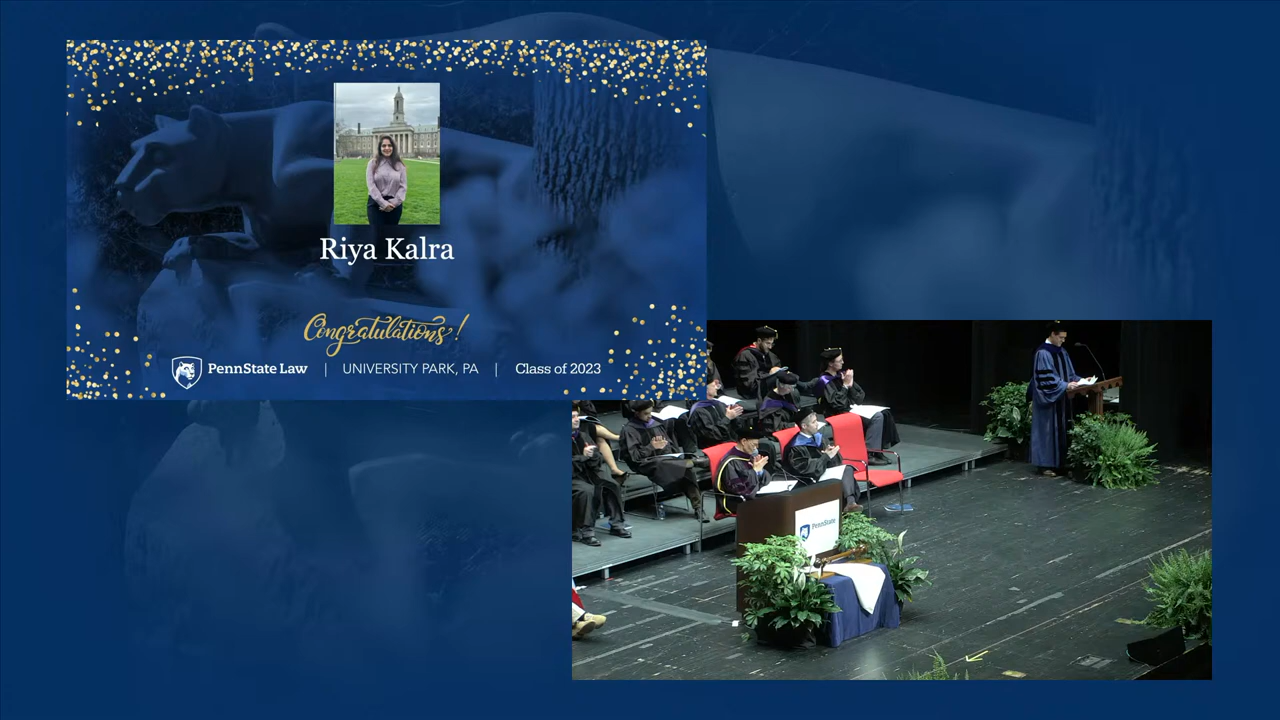 Riya Kalra
Congratulations!
PennState Law | UNIVERSITY PARK, PA | Class of 2023
PennState